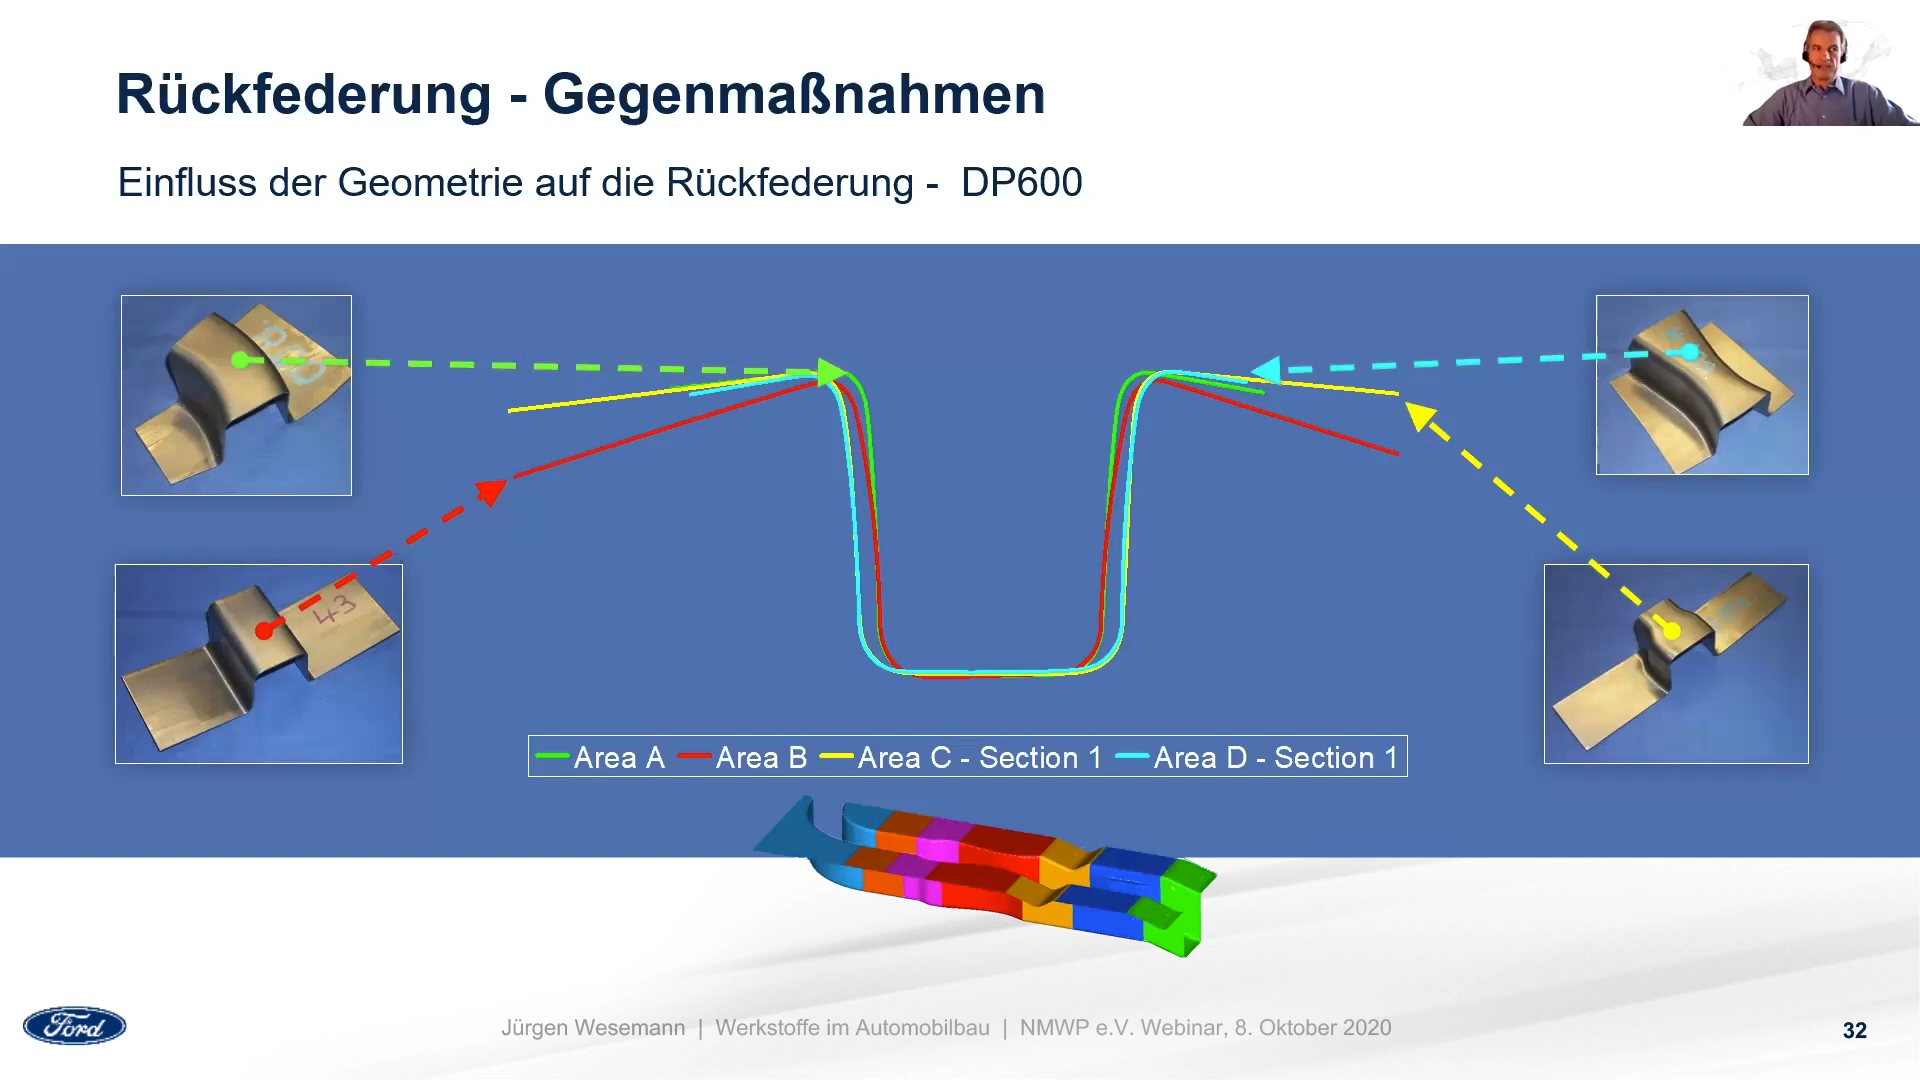 Rückfederung - Gegenmaßnahmen
Einfluss der Geometrie auf die Rückfederung - DP600
43
Area A Area B Area C - Section 1 Area D - Section 1
Ford
Jürgen Wesemann | Werkstoffe im Automobilbau | NMWP e.V. Webinar, 8. Oktober 2020
32